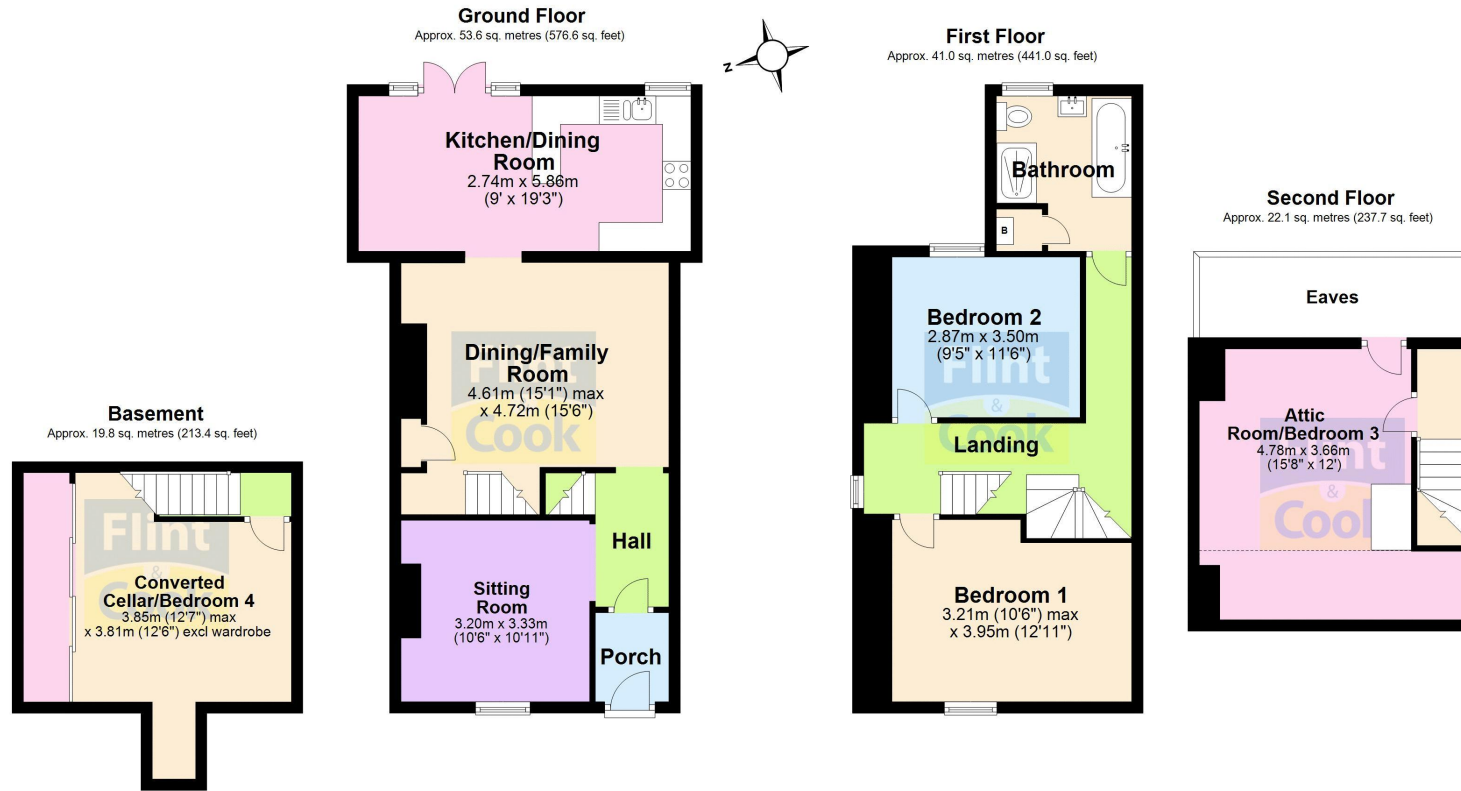 Ground Floor
Approx. 53.6 sq. metres (576.6 sq. feet)
Kitchen/Dining
Room
2.74m x 5.86m
(9' x 19'3")
Dining/Family
Room
4.61m (15'1") max
x 4.72m (15'6")
Flint
&
Cook
Hall
Sitting
Room
3.20m x 3.33m
(10'6" x 10'11")
Porch
Basement
Approx. 19.8 sq. metres (213.4 sq. feet)
Flint
&
Cook
Converted
Cellar/Bedroom 4
3.85m (12'7") max
x 3.81m (12'6") excl wardrobe
N
First Floor
Approx. 41.0 sq. metres (441.0 sq. feet)
Bathroom
B
Bedroom 2
2.87m x 3.50m
(9'5" x 11'6")
Flint
&
Cook
Landing
Bedroom 1
3.21m (10'6") max
x 3.95m (12'11")
Second Floor
Approx. 22.1 sq. metres (237.7 sq. feet)
Eaves
Attic
Room/Bedroom 3
4.78m x 3.66m
(15'8" x 12')
Flint
&
Cool